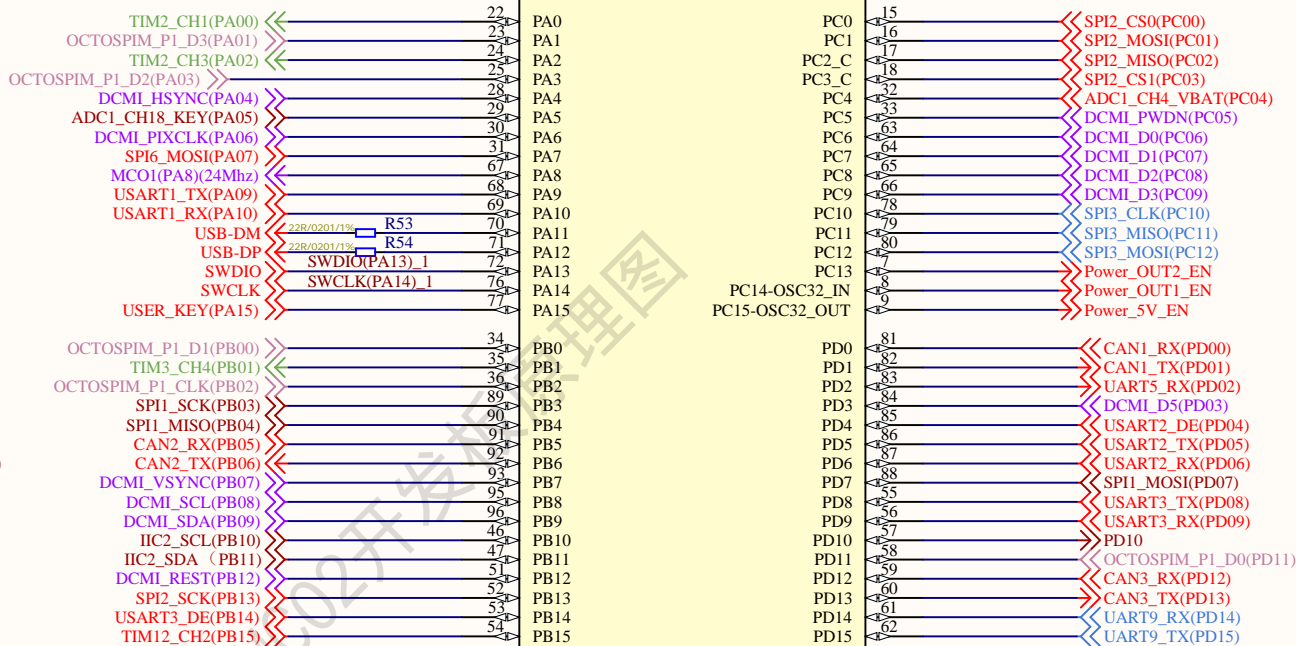 TIM2_CH1(PA00) 22 PA0 PC0 15 SPI2_CS0(PC00)
OCTOSPIM_P1_D3(PA01) 23 PA1 PC1 16 SPI2_MOSI(PC01)
TIM2_CH3(PA02) 24 PA2 PC2_C 17 SPI2_MISO(PC02)
OCTOSPIM_P1_D2(PA03) 25 PA3 PC3_C 18 SPI2_CS1(PC03)
DCMI_HSYNC(PA04) 28 PA4 PC4 32 ADC1_CH4_VBAT(PC04)
ADC1_CH18_KEY(PA05) 29 PA5 PC5 33 DCMI_PWDN(PC05)
DCMI_PIXCLK(PA06) 30 PA6 PC6 63 DCMI_D0(PC06)
SPI6_MOSI(PA07) 31 PA7 PC7 64 DCMI_D1(PC07)
MCO1(PA8)(24Mhz) 67 PA8 PC8 65 DCMI_D2(PC08)
USART1_TX(PA09) 68 PA9 PC9 66 DCMI_D3(PC09)
USART1_RX(PA10) 69 PA10 PC10 78 SPI3_CLK(PC10)
USB-DM 22R/0201/1% R53 70 PA11 PC11 79 SPI3_MISO(PC11)
USB-DP 22R/0201/1% R54 71 PA12 PC12 80 SPI3_MOSI(PC12)
SWDIO SWDIO(PA13)_1 72 PA13 PC13 7 Power_OUT2_EN
SWCLK SWCLK(PA14)_1 76 PA14 PC14-OSC32_IN 8 Power_OUT1_EN
USER_KEY(PA15) 77 PA15 PC15-OSC32_OUT 9 Power_5V_EN
OCTOSPIM_P1_D1(PB00) 34 PB0 PD0 81 CAN1_RX(PD00)
TIM3_CH4(PB01) 35 PB1 PD1 82 CAN1_TX(PD01)
OCTOSPIM_P1_CLK(PB02) 36 PB2 PD2 83 UART5_RX(PD02)
SPI1_SCK(PB03) 89 PB3 PD3 84 DCMI_D5(PD03)
SPI1_MISO(PB04) 90 PB4 PD4 85 USART2_DE(PD04)
CAN2_RX(PB05) 91 PB5 PD5 86 USART2_TX(PD05)
CAN2_TX(PB06) 92 PB6 PD6 87 USART2_RX(PD06)
DCMI_VSYNC(PB07) 93 PB7 PD7 88 SPI1_MOSI(PD07)
DCMI_SCL(PB08) 95 PB8 PD8 55 USART3_TX(PD08)
DCMI_SDA(PB09) 96 PB9 PD9 56 USART3_RX(PD09)
IIC2_SCL(PB10) 46 PB10 PD10 57 PD10
IIC2_SDA（PB11) 47 PB11 PD11 58 OCTOSPIM_P1_D0(PD11)
DCMI_REST(PB12) 51 PB12 PD12 59 CAN3_RX(PD12)
SPI2_SCK(PB13) 52 PB13 PD13 60 CAN3_TX(PD13)
USART3_DE(PB14) 53 PB14 PD14 61 UART9_RX(PD14)
TIM12_CH2(PB15) 54 PB15 PD15 62 UART9_TX(PD15)
C02开发板原理图